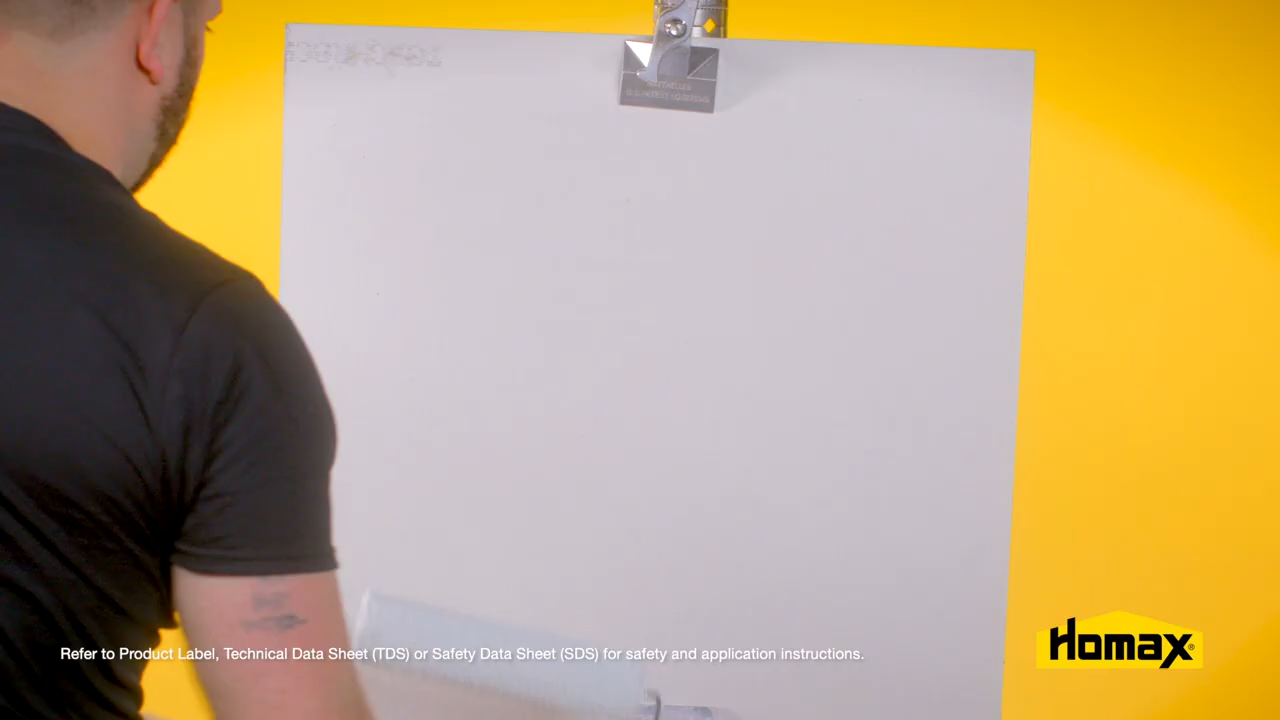 Refer to Product Label, Technical Data Sheet (TDS) or Safety Data Sheet (SDS) for safety and application instructions.
Homax®